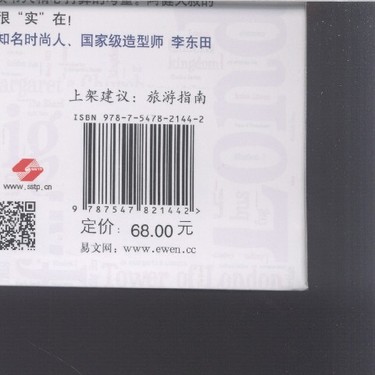 很“实”在！
知名时尚人、国家级造型师 李东田
上架建议：旅游指南
ISBN 978-7-5478-2144-2
9 787547 821442 >
www.sstp.cn
定价：68.00 元
易文网：www.ewen.cc